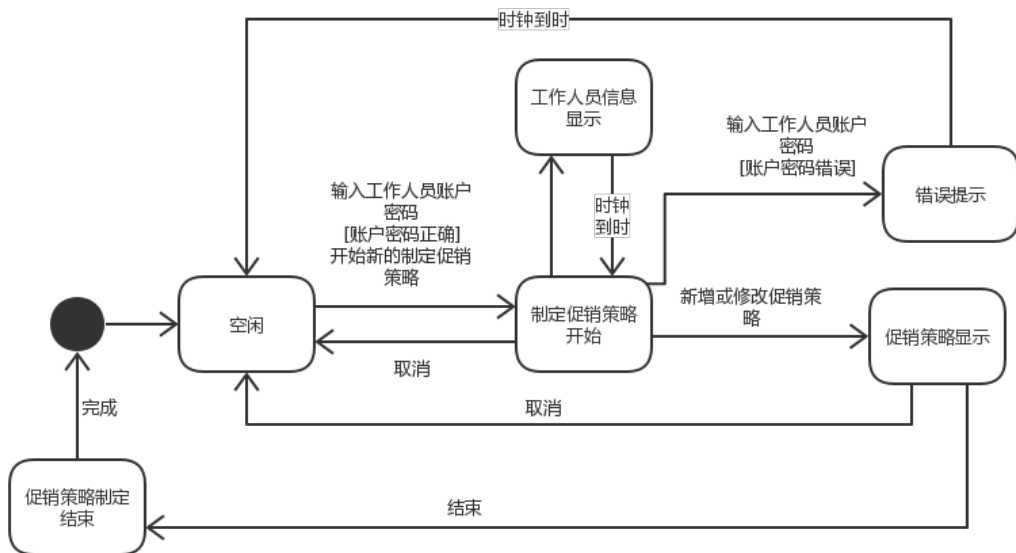 时钟到时
工作人员信息
显示
输入工作人员账户
密码
[账户密码错误]
错误提示
输入工作人员账户
密码
[账户密码正确]
开始新的制定促销
策略
时钟
到时
空闲
制定促销策略
开始
新增或修改促销策
略
促销策略显示
取消
取消
完成
促销策略制定
结束
结束